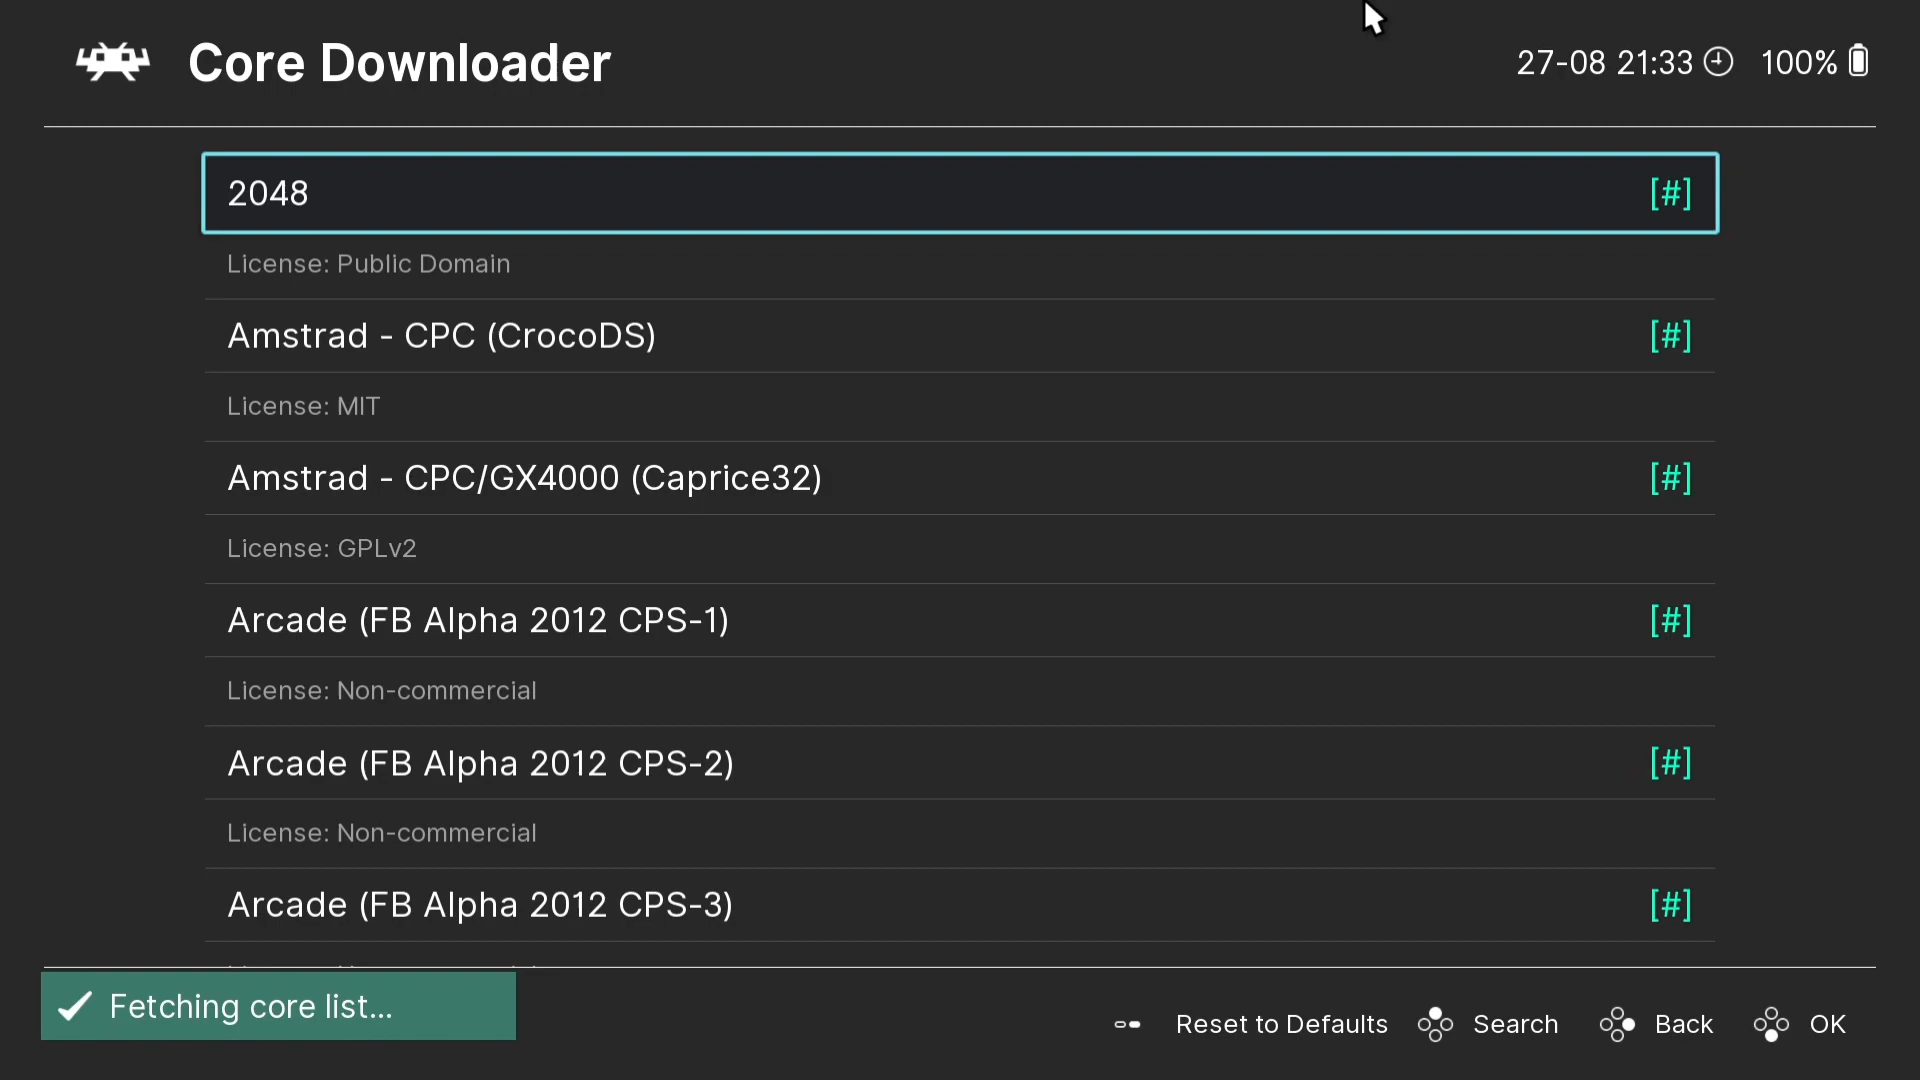 Core Downloader
27-08 21:33 100%
2048 [#]
License: Public Domain
Amstrad - CPC (CrocoDS) [#]
License: MIT
Amstrad - CPC/GX4000 (Caprice32) [#]
License: GPLv2
Arcade (FB Alpha 2012 CPS-1) [#]
License: Non-commercial
Arcade (FB Alpha 2012 CPS-2) [#]
License: Non-commercial
Arcade (FB Alpha 2012 CPS-3) [#]
Fetching core list...
Reset to Defaults Search Back OK